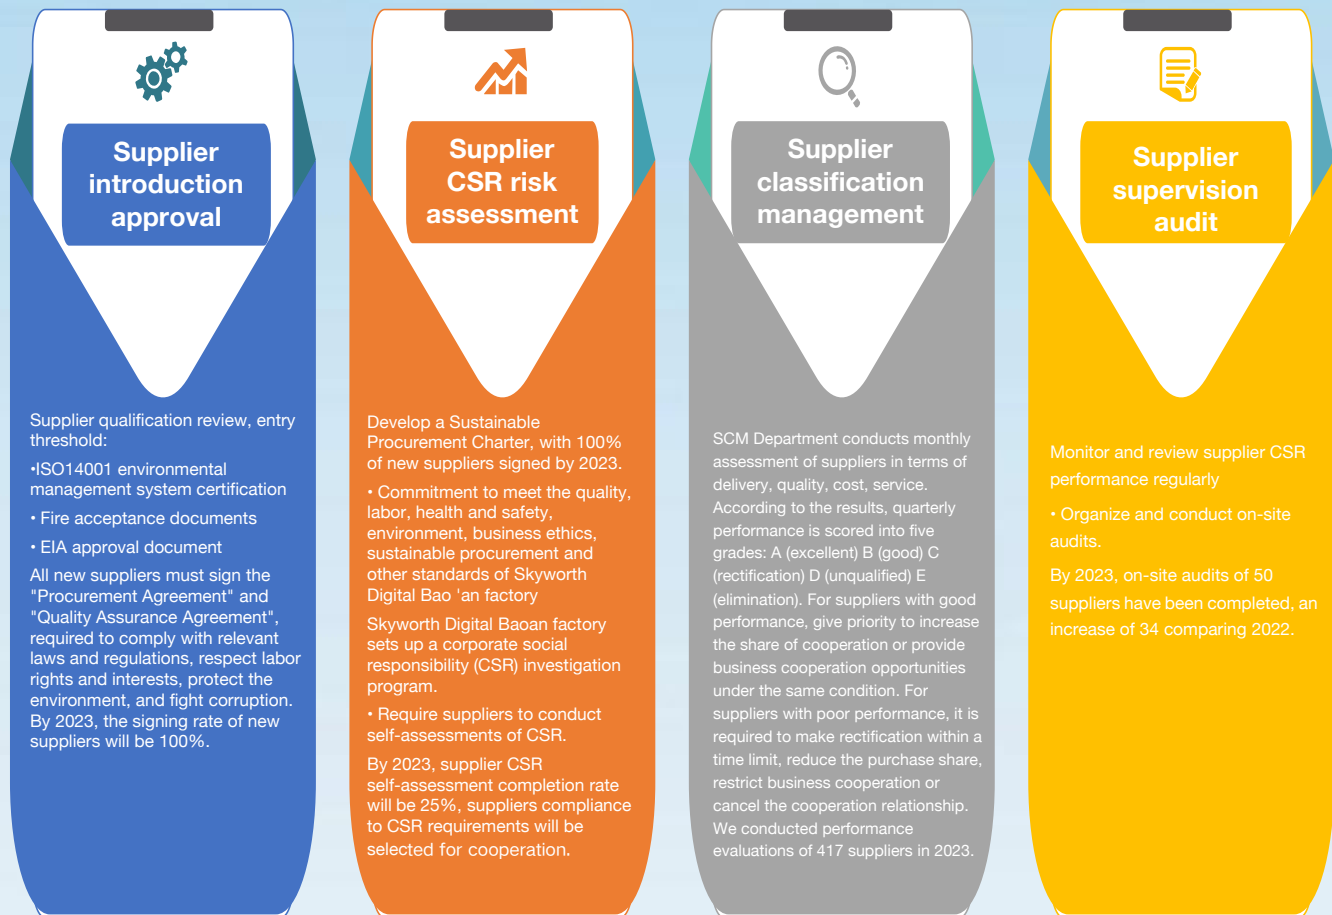 Supplier
introduction
approval
Supplier qualification review, entry
threshold:
•ISO14001 environmental
management system certification
• Fire acceptance documents
• EIA approval document
All new suppliers must sign the
"Procurement Agreement" and
"Quality Assurance Agreement",
required to comply with relevant
laws and regulations, respect labor
rights and interests, protect the
environment, and fight corruption.
By 2023, the signing rate of new
suppliers will be 100%.
Supplier
CSR risk
assessment
Develop a Sustainable
Procurement Charter, with 100%
of new suppliers signed by 2023.
• Commitment to meet the quality,
labor, health and safety,
environment, business ethics,
sustainable procurement and
other standards of Skyworth
Digital Bao 'an factory
Skyworth Digital Baoan factory
sets up a corporate social
responsibility (CSR) investigation
program.
• Require suppliers to conduct
self-assessments of CSR.
By 2023, supplier CSR
self-assessment completion rate
will be 25%, suppliers compliance
to CSR requirements will be
selected for cooperation.
Supplier
classification
management
SCM Department conducts monthly
assessment of suppliers in terms of
delivery, quality, cost, service.
According to the results, quarterly
performance is scored into five
grades: A (excellent) B (good) C
(rectification) D (unqualified) E
(elimination). For suppliers with good
performance, give priority to increase
the share of cooperation or provide
business cooperation opportunities
under the same condition. For
suppliers with poor performance, it is
required to make rectification within a
time limit, reduce the purchase share,
restrict business cooperation or
cancel the cooperation relationship.
We conducted performance
evaluations of 417 suppliers in 2023.
Supplier
supervision
audit
Monitor and review supplier CSR
performance regularly
• Organize and conduct on-site
audits.
By 2023, on-site audits of 50
suppliers have been completed, an
increase of 34 comparing 2022.